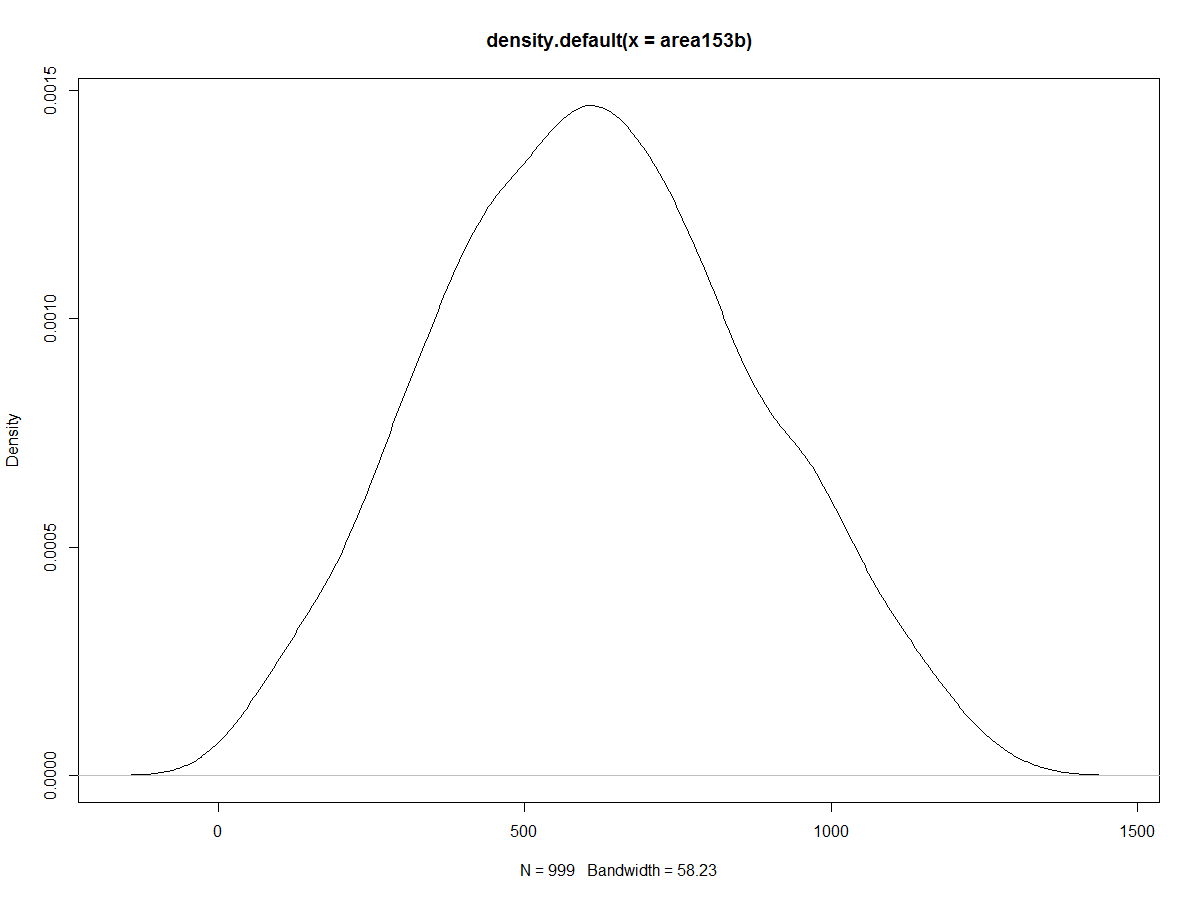 density.default(x = area153b)
Density
0.0015
0.0010
0.0005
0.0000
0
500
1000
1500
N = 999   Bandwidth = 58.23